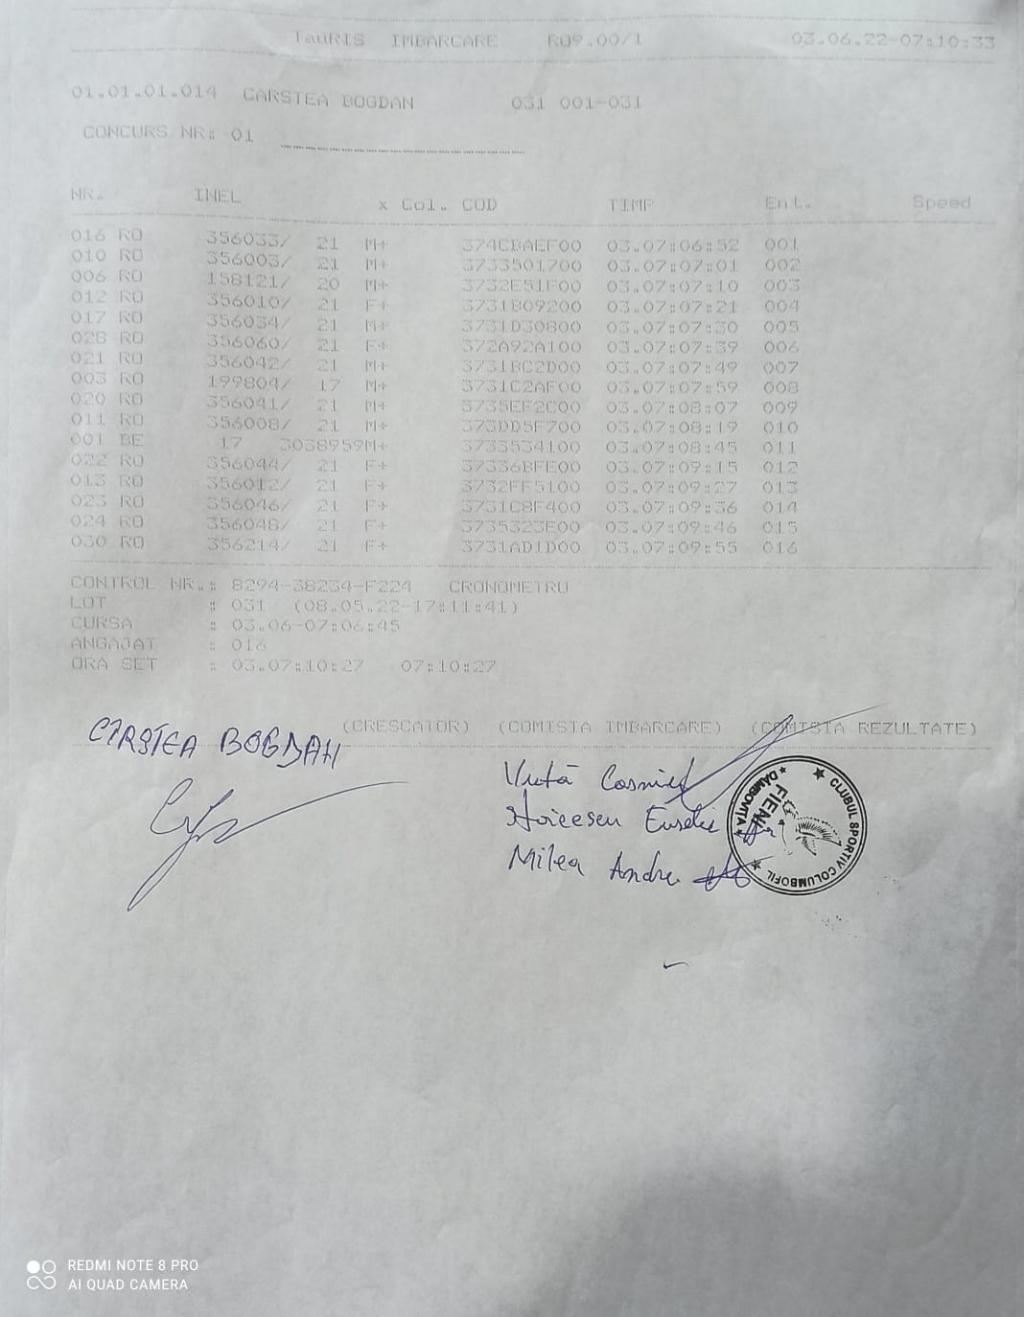 TauRIS IMBARCARE RO9.00/1 03.06.22-07:10:33
01.01.01.014 CARSTEA BOGDAN 031 001-031
CONCURS NR: 01
NR. INEL x Col. COD TIMP Ent. Speed
016 RO 356033/ 21 M+ 374CBAEF00 03.07:06:52 001
010 RO 356003/ 21 M+ 3733501700 03.07:07:01 002
006 RO 158121/ 20 M+ 3732E51F00 03.07:07:10 003
012 RO 356010/ 21 F+ 3731B09200 03.07:07:21 004
017 RO 356034/ 21 M+ 3731D30800 03.07:07:30 005
028 RO 356060/ 21 F+ 372A92A100 03.07:07:39 006
021 RO 356042/ 21 M+ 3731BC2D00 03.07:07:49 007
003 RO 199804/ 17 M+ 3731C2AF00 03.07:07:59 008
020 RO 356041/ 21 M+ 3735EF2C00 03.07:08:07 009
011 RO 356008/ 21 M+ 373DD5F700 03.07:08:19 010
001 BE 17 3038959M+ 3733534100 03.07:08:45 011
022 RO 356044/ 21 F+ 37336BFE00 03.07:09:15 012
013 RO 356012/ 21 F+ 3732FF5100 03.07:09:27 013
023 RO 356046/ 21 F+ 3731C8F400 03.07:09:36 014
024 RO 356048/ 21 F+ 3735323E00 03.07:09:46 015
030 RO 356214/ 21 F+ 3731AD1D00 03.07:09:55 016
CONTROL NR.: 8294-38234-F224 CRONOMETRU
LOT : 031 (08.05.22-17:11:41)
CURSA : 03.06-07:06:45
ANGAJAT : 016
ORA SET : 03.07:10:27 07:10:27
(CRESCATOR) (COMISIA IMBARCARE) (COMISIA REZULTATE)
CÎRSTEA BOGDAN
Cosmin
Milea Andrei
CLUBUL SPORTIV COLUMBOFIL
FIENI
DÂMBOVIȚA
REDMI NOTE 8 PRO
AI QUAD CAMERA